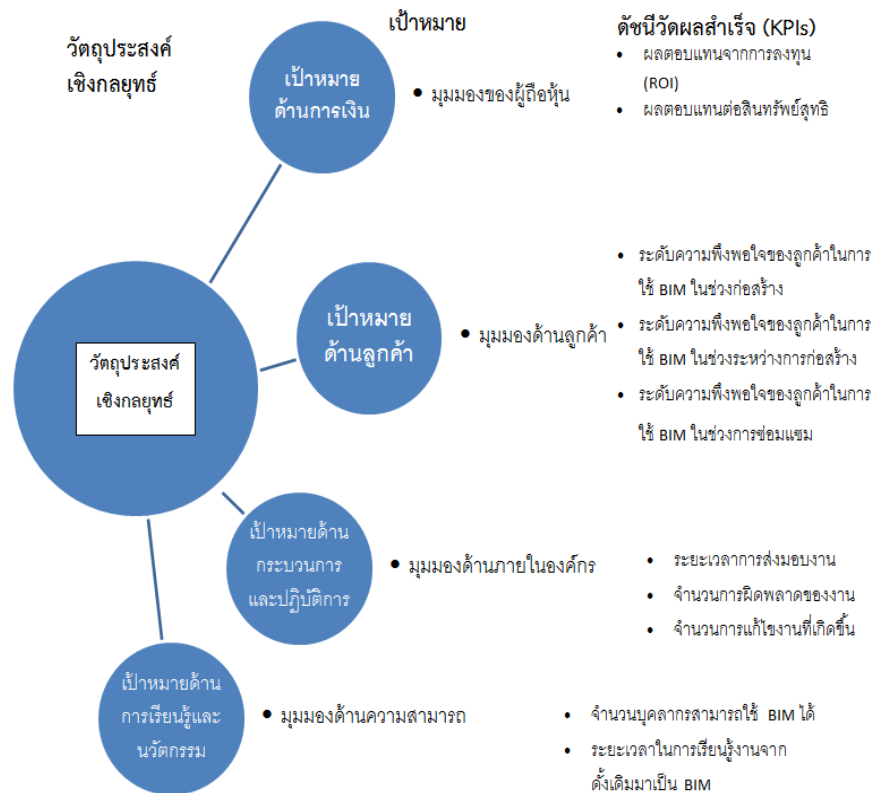 วัตถุประสงค์
เชิงกลยุทธ์
เป้าหมาย
ดัชนีวัดผลสำเร็จ (KPIs)
เป้าหมาย
ด้านการเงิน
• มุมมองของผู้ถือหุ้น
• ผลตอบแทนจากการลงทุน
(ROI)
• ผลตอบแทนต่อสินทรัพย์สุทธิ
วัตถุประสงค์
เชิงกลยุทธ์
เป้าหมาย
ด้านลูกค้า
• มุมมองด้านลูกค้า
• ระดับความพึงพอใจของลูกค้าในการ
ใช้ BIM ในช่วงก่อสร้าง
• ระดับความพึงพอใจของลูกค้าในการ
ใช้ BIM ในช่วงระหว่างการก่อสร้าง
• ระดับความพึงพอใจของลูกค้าในการ
ใช้ BIM ในช่วงการซ่อมแซม
เป้าหมายด้าน
กระบวนการ
และปฏิบัติการ
• มุมมองด้านภายในองค์กร
• ระยะเวลาการส่งมอบงาน
• จำนวนการผิดพลาดของงาน
• จำนวนการแก้ไขงานที่เกิดขึ้น
เป้าหมายด้าน
การเรียนรู้และ
นวัตกรรม
• มุมมองด้านความสามารถ
• จำนวนบุคลากรสามารถใช้ BIM ได้
• ระยะเวลาในการเรียนรู้งานจาก
ดั้งเดิมมาเป็น BIM